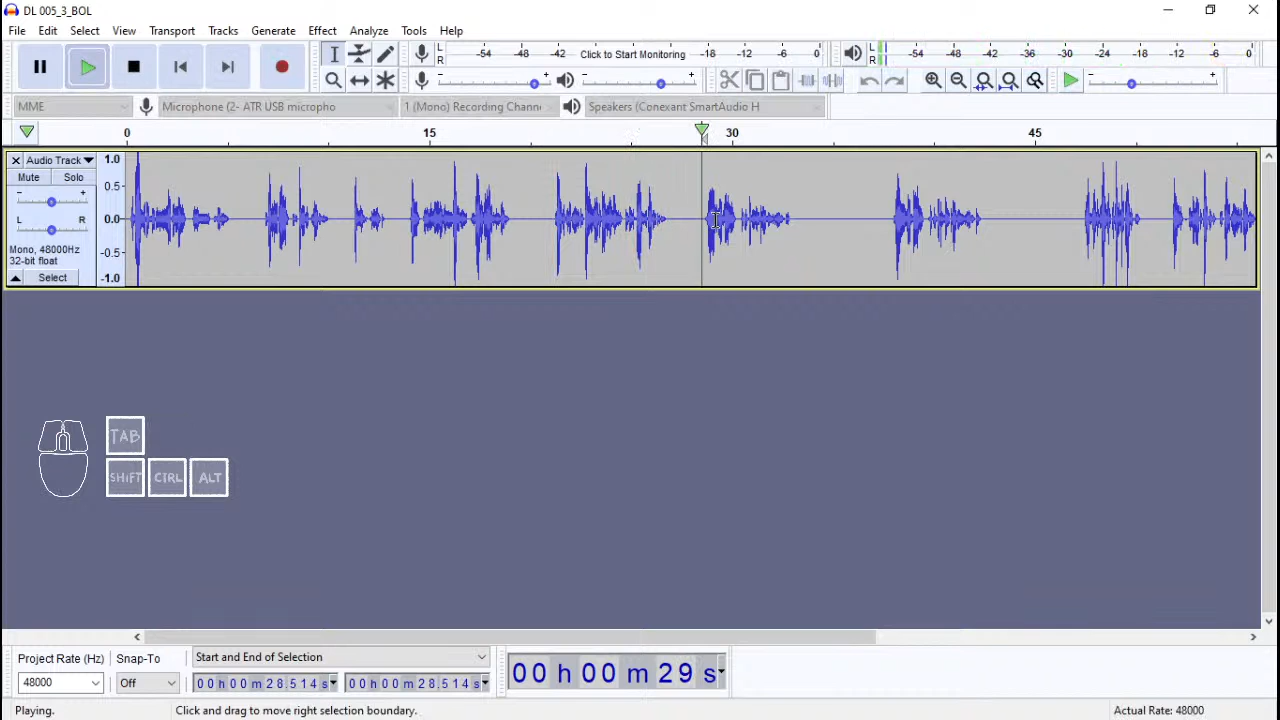 DL 005_3_BOL
File Edit Select View Transport Tracks Generate Effect Analyze Tools Help
L R -54 -48 -42 Click to Start Monitoring -18 -12 -6 0 L R -54 -48 -42 -36 -30 -24 -18 -12 -6 0
- + - + - +
MME Microphone (2- ATR USB micropho 1 (Mono) Recording Chann Speakers (Conexant SmartAudio H
0 15 30 45
× Audio Track 1.0
Mute Solo
- + 0.5
L R 0.0
Mono, 48000Hz -0.5
32-bit float
Select -1.0
TAB
SHIFT CTRL ALT
Project Rate (Hz) Snap-To Start and End of Selection
48000 Off 00 h 00 m 28.514 s 00 h 00 m 28.514 s 00 h 00 m 29 s
Playing. Click and drag to move right selection boundary. Actual Rate: 48000